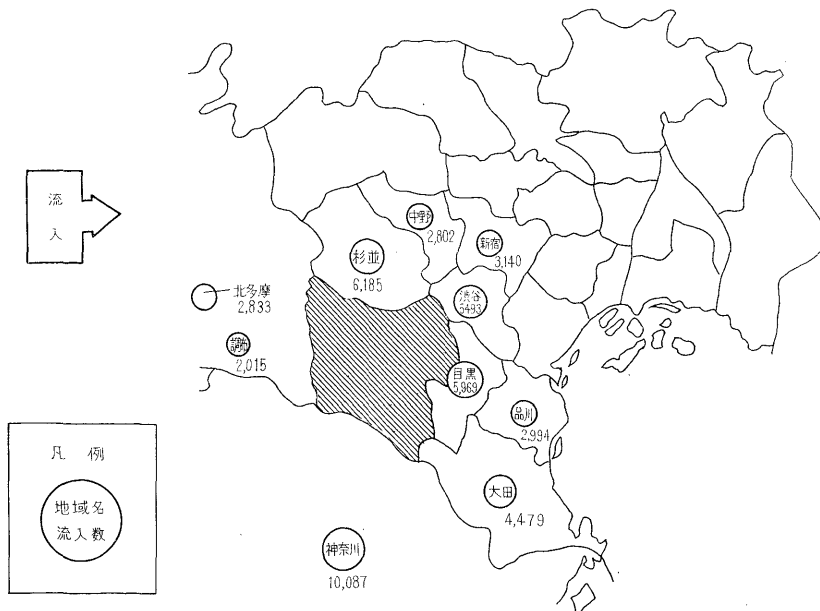 流
入
中野
2,802
新宿
3,140
杉並
6,185
北多摩
2,833
渋谷
5493
調布
2,015
目黒
5,969
品川
2,994
大田
4,479
神奈川
10,087
凡例
地域名
流入数